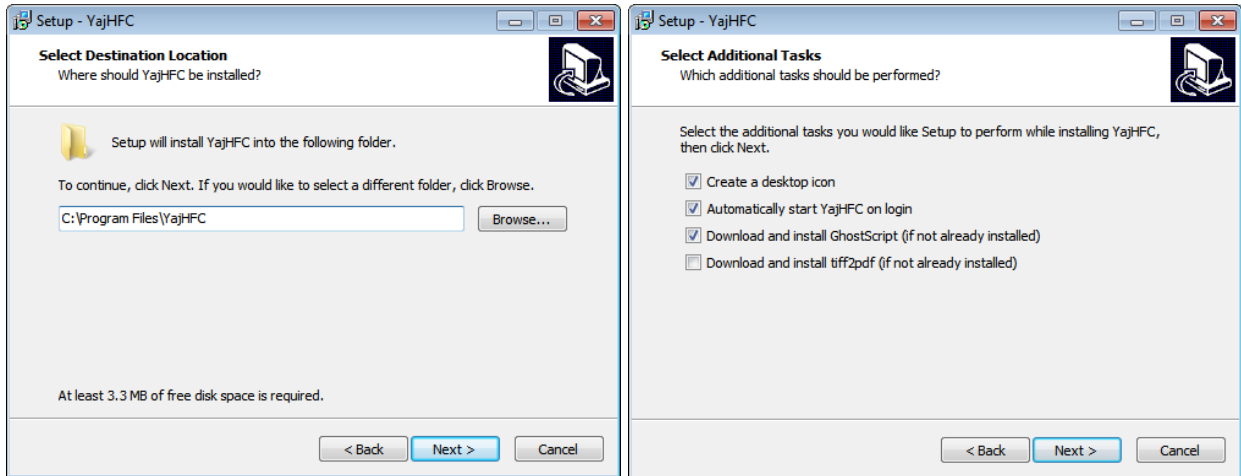 Setup - YajHFC
Select Destination Location
Where should YajHFC be installed?
Setup will install YajHFC into the following folder.
To continue, click Next. If you would like to select a different folder, click Browse.
C:\Program Files\YajHFC
Browse...
At least 3.3 MB of free disk space is required.
< Back
Next >
Cancel
Setup - YajHFC
Select Additional Tasks
Which additional tasks should be performed?
Select the additional tasks you would like Setup to perform while installing YajHFC,
then click Next.
Create a desktop icon
Automatically start YajHFC on login
Download and install GhostScript (if not already installed)
Download and install tiff2pdf (if not already installed)
< Back
Next >
Cancel